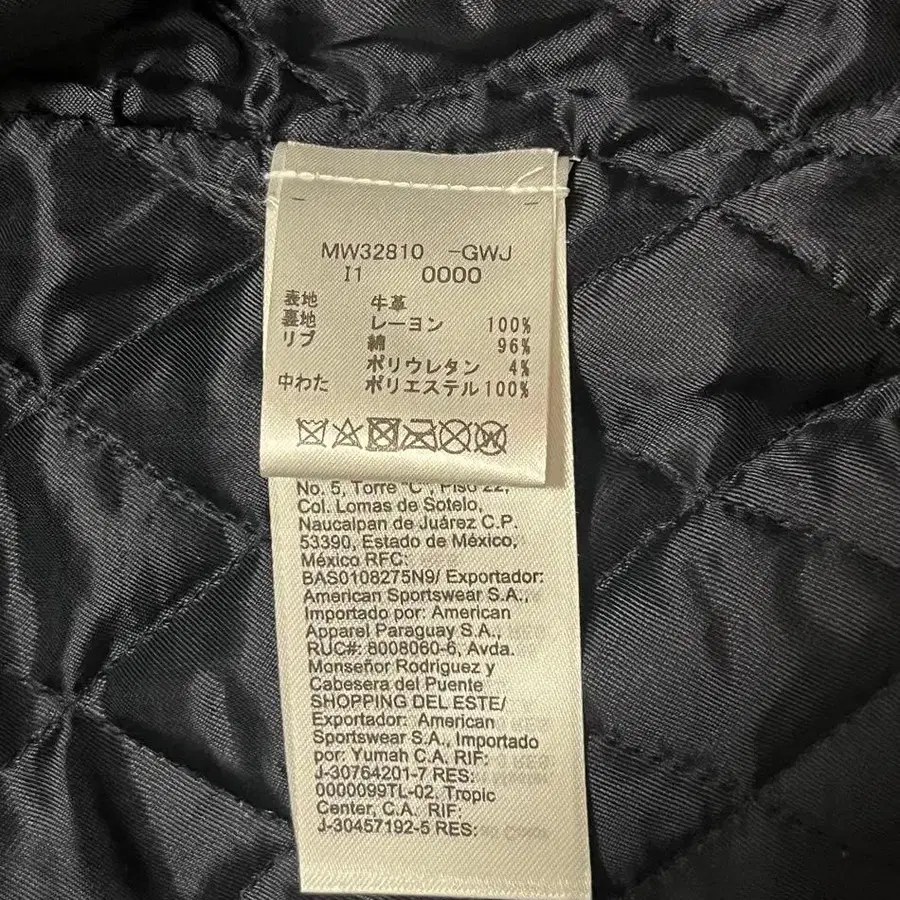 MW32810 -GWJ
I1 0000
表地 牛革
裏地 レーヨン 100%
リブ 綿 96%
ポリウレタン 4%
中わた ポリエステル 100%
No. 5, Torre "C", Piso 22,
Col. Lomas de Sotelo,
Naucalpan de Juárez C.P.
53390, Estado de México,
México RFC:
BAS0108275N9/ Exportador:
American Sportswear S.A.,
Importado por: American
Apparel Paraguay S.A.,
RUC#: 8008060-6, Avda.
Monseñor Rodriguez y
Cabesera del Puente
SHOPPING DEL ESTE/
Exportador: American
Sportswear S.A., Importado
por: Yumah C.A. RIF:
J-30764201-7 RES:
0000099TL-02, Tropic
Center, C.A. RIF:
J-30457192-5 RES: